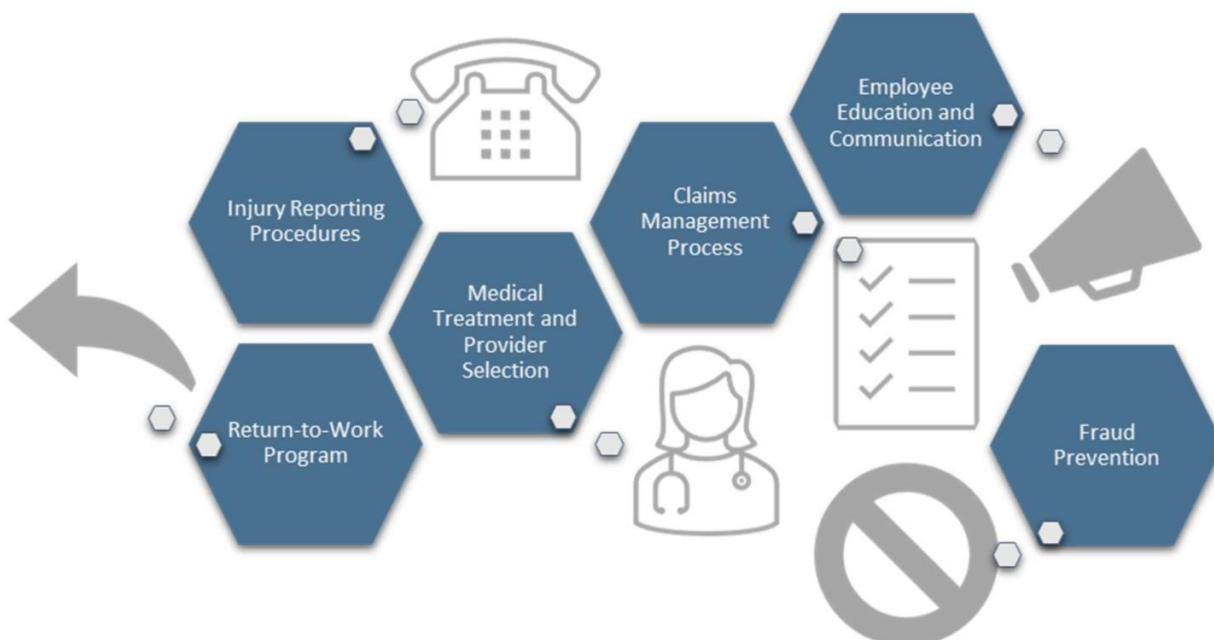 Employee
Education and
Communication
Injury Reporting
Procedures
Claims
Management
Process
Medical
Treatment and
Provider
Selection
Return-to-Work
Program
Fraud
Prevention